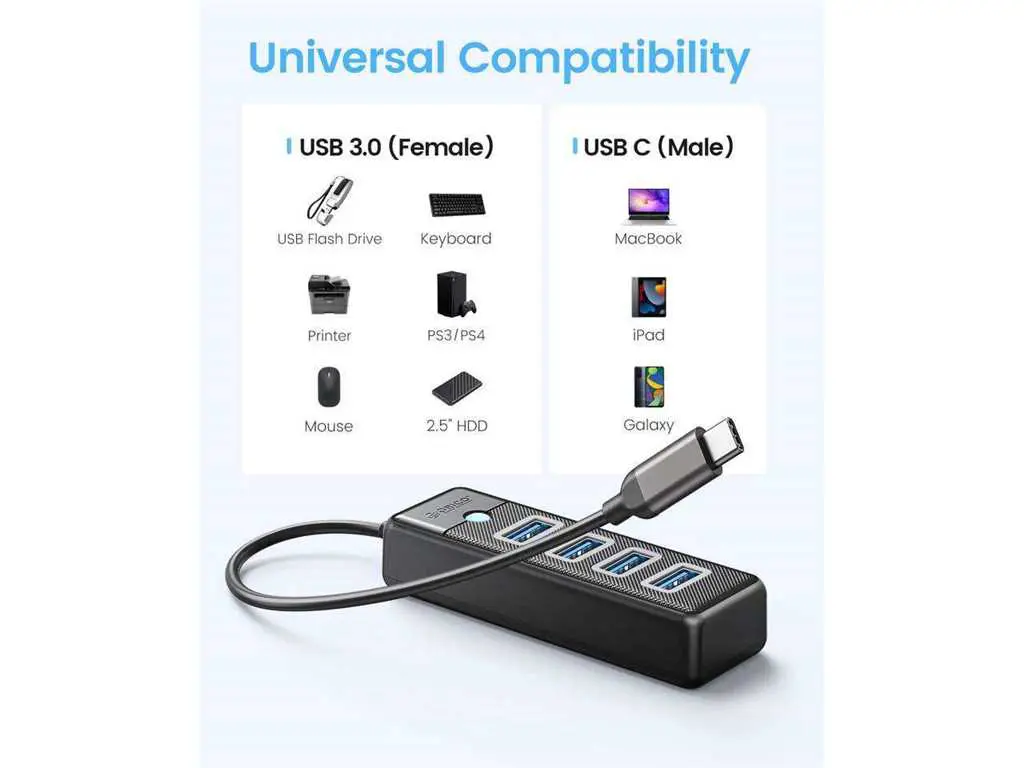 Universal Compatibility
USB 3.0 (Female)
USB Flash Drive
Keyboard
Printer
PS3/PS4
Mouse
2.5" HDD
USB C (Male)
MacBook
iPad
Galaxy
ORICO